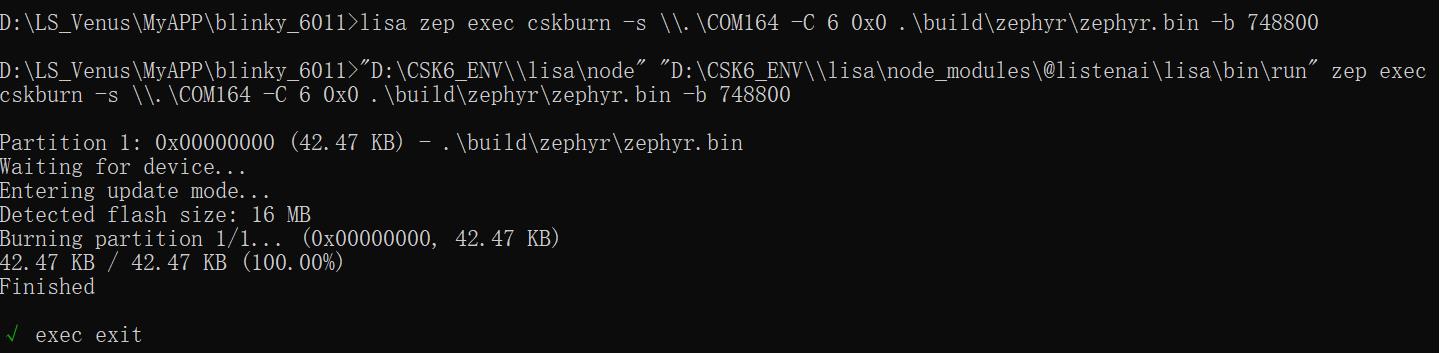 D:\LS_Venus\MyAPP\blinky_6011>lisa zep exec cskburn -s \\.\COM164 -C 6 0x0 .\build\zephyr\zephyr.bin -b 748800
D:\LS_Venus\MyAPP\blinky_6011>"D:\CSK6_ENV\\lisa\node" "D:\CSK6_ENV\\lisa\node_modules\@listenai\lisa\bin\run" zep exec
cskburn -s \\.\COM164 -C 6 0x0 .\build\zephyr\zephyr.bin -b 748800
Partition 1: 0x00000000 (42.47 KB) - .\build\zephyr\zephyr.bin
Waiting for device...
Entering update mode...
Detected flash size: 16 MB
Burning partition 1/1... (0x00000000, 42.47 KB)
42.47 KB / 42.47 KB (100.00%)
Finished
√ exec exit